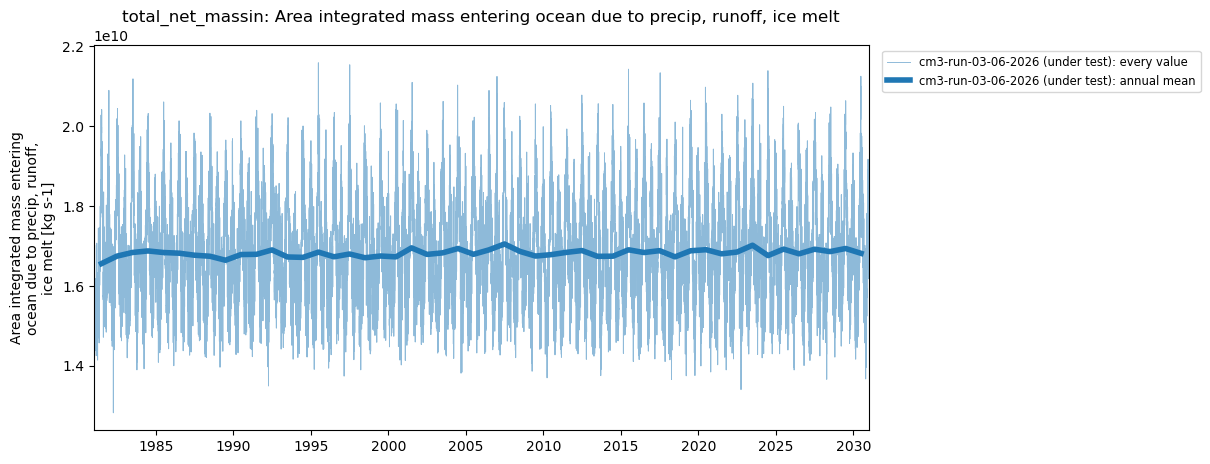 total_net_massin: Area integrated mass entering ocean due to precip, runoff, ice melt
1e10
2.2
2.0
1.8
1.6
1.4
Area integrated mass entering
ocean due to precip, runoff,
ice melt [kg s-1]
1985
1990
1995
2000
2005
2010
2015
2020
2025
2030
cm3-run-03-06-2026 (under test): every value
cm3-run-03-06-2026 (under test): annual mean